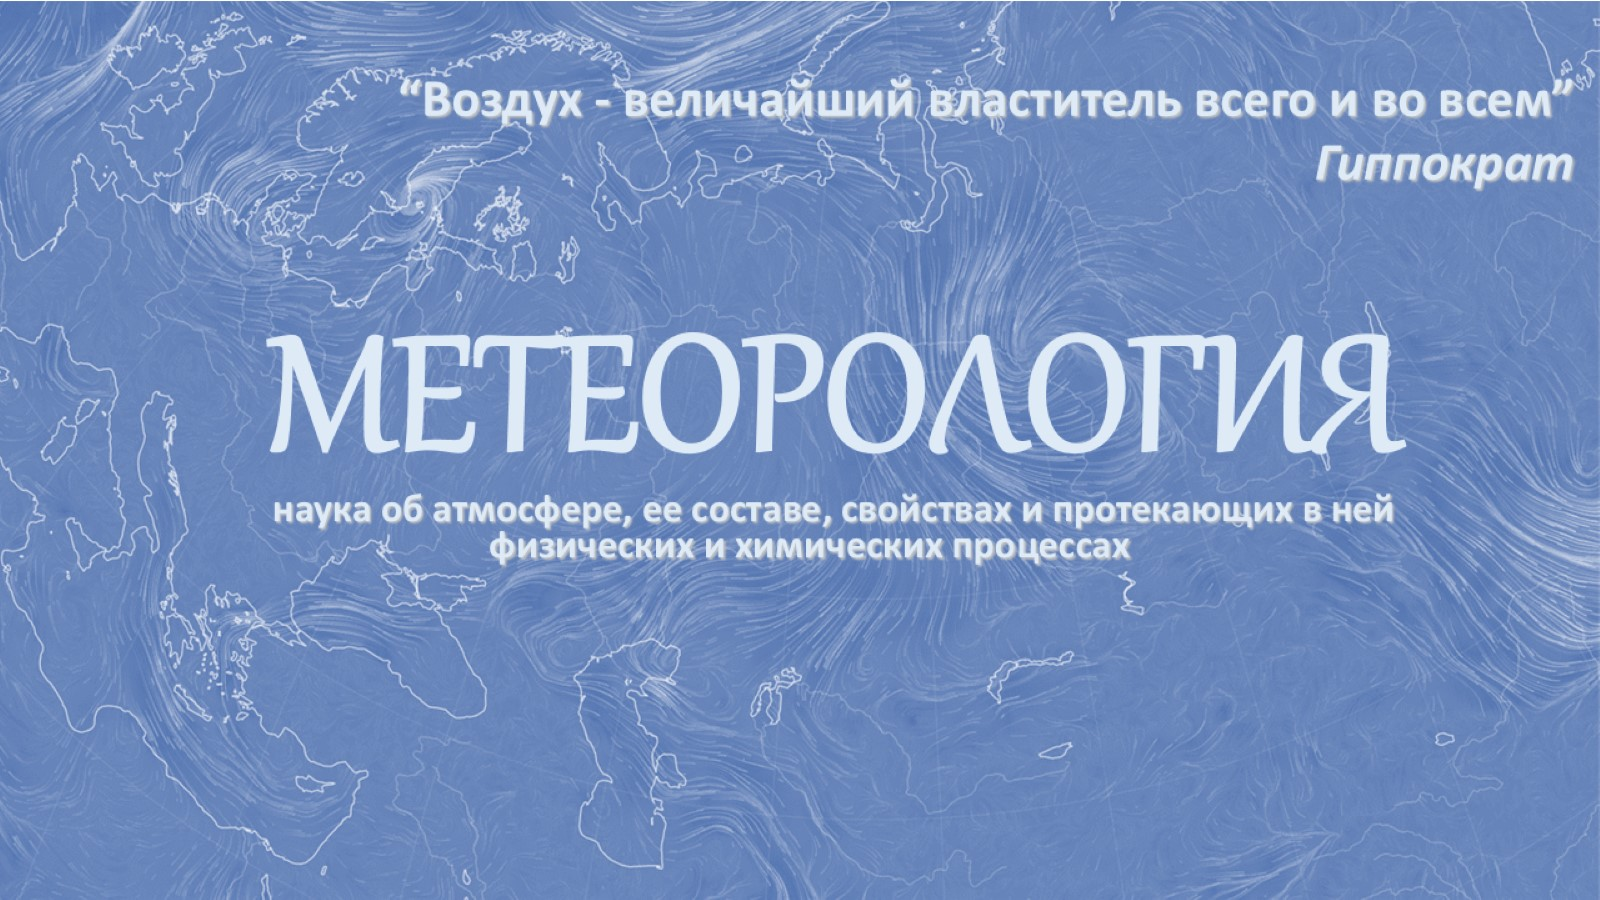 “Воздух - величайший властитель всего и во всем”
Гиппократ
МЕТЕОРОЛОГИЯ
наука об атмосфере, ее составе, свойствах и протекающих в ней
физических и химических процессах